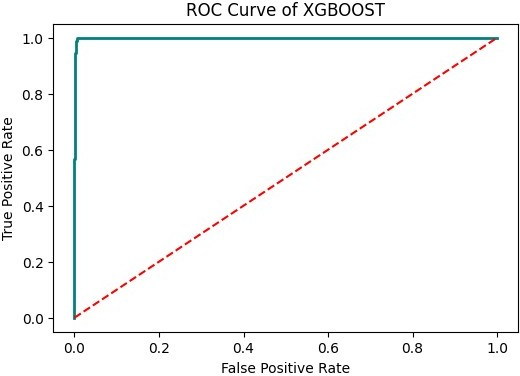 ROC Curve of XGBOOST
1.0
0.8
0.6
0.4
0.2
0.0
True Positive Rate
0.0 0.2 0.4 0.6 0.8 1.0
False Positive Rate